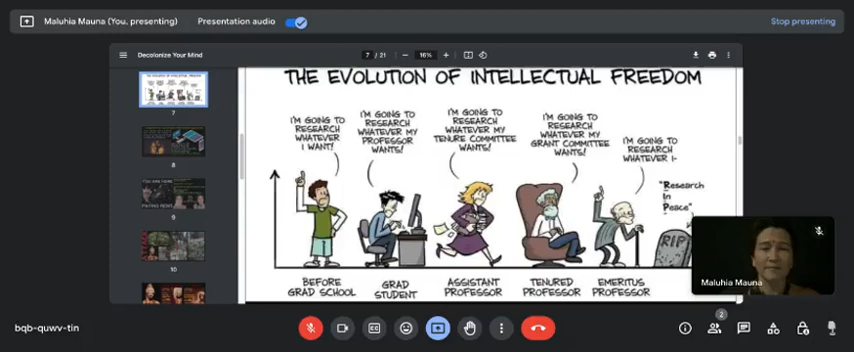 Maluhia Mauna (You, presenting)
Presentation audio
Stop presenting
Decolonize Your Mind
7 / 21
16%
7
8
9
10
THE EVOLUTION OF INTELLECTUAL FREEDOM
I'M GOING TO
RESEARCH
WHATEVER
I WANT!
I'M GOING TO
RESEARCH
WHATEVER MY
PROFESSOR
WANTS!
I'M GOING TO
RESEARCH
WHATEVER MY
TENURE COMMITTEE
WANTS!
I'M GOING TO
RESEARCH
WHATEVER MY
GRANT COMMITTEE
WANTS!
I'M GOING TO
RESEARCH
WHATEVER I-
"Research
In
Peace"
RIP
BEFORE
GRAD SCHOOL
GRAD
STUDENT
ASSISTANT
PROFESSOR
TENURED
PROFESSOR
EMERITUS
PROFESSOR
Maluhia Mauna
bqb-quwv-tin
2